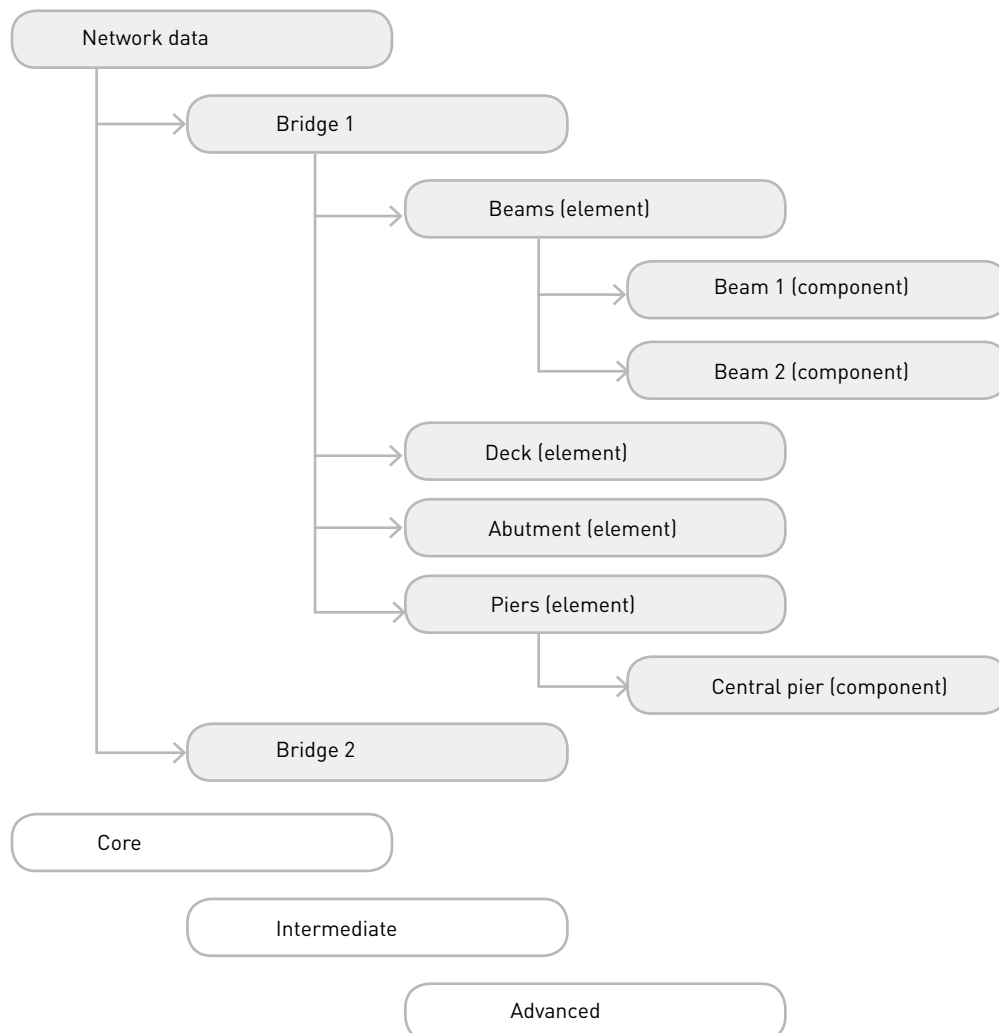 Network data
Bridge 1
Beams (element)
Beam 1 (component)
Beam 2 (component)
Deck (element)
Abutment (element)
Piers (element)
Central pier (component)
Bridge 2
Core
Intermediate
Advanced